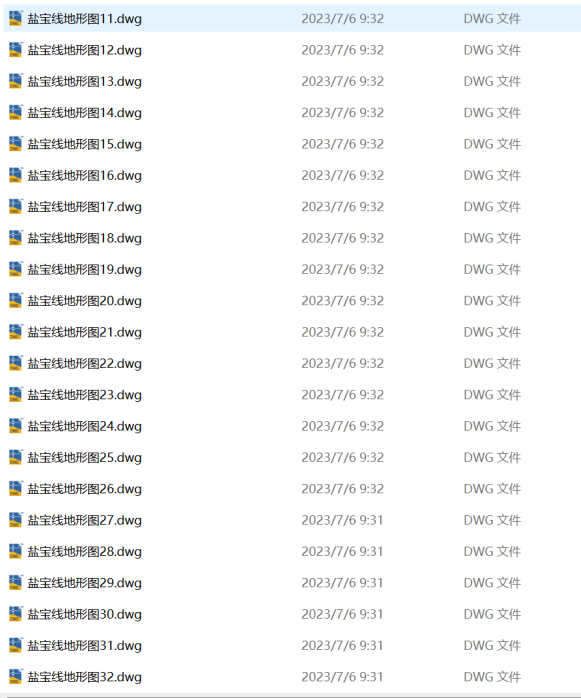 盐宝线地形图11.dwg 2023/7/6 9:32 DWG 文件
盐宝线地形图12.dwg 2023/7/6 9:32 DWG 文件
盐宝线地形图13.dwg 2023/7/6 9:32 DWG 文件
盐宝线地形图14.dwg 2023/7/6 9:32 DWG 文件
盐宝线地形图15.dwg 2023/7/6 9:32 DWG 文件
盐宝线地形图16.dwg 2023/7/6 9:32 DWG 文件
盐宝线地形图17.dwg 2023/7/6 9:32 DWG 文件
盐宝线地形图18.dwg 2023/7/6 9:32 DWG 文件
盐宝线地形图19.dwg 2023/7/6 9:32 DWG 文件
盐宝线地形图20.dwg 2023/7/6 9:32 DWG 文件
盐宝线地形图21.dwg 2023/7/6 9:32 DWG 文件
盐宝线地形图22.dwg 2023/7/6 9:32 DWG 文件
盐宝线地形图23.dwg 2023/7/6 9:32 DWG 文件
盐宝线地形图24.dwg 2023/7/6 9:32 DWG 文件
盐宝线地形图25.dwg 2023/7/6 9:32 DWG 文件
盐宝线地形图26.dwg 2023/7/6 9:32 DWG 文件
盐宝线地形图27.dwg 2023/7/6 9:31 DWG 文件
盐宝线地形图28.dwg 2023/7/6 9:31 DWG 文件
盐宝线地形图29.dwg 2023/7/6 9:31 DWG 文件
盐宝线地形图30.dwg 2023/7/6 9:31 DWG 文件
盐宝线地形图31.dwg 2023/7/6 9:31 DWG 文件
盐宝线地形图32.dwg 2023/7/6 9:31 DWG 文件